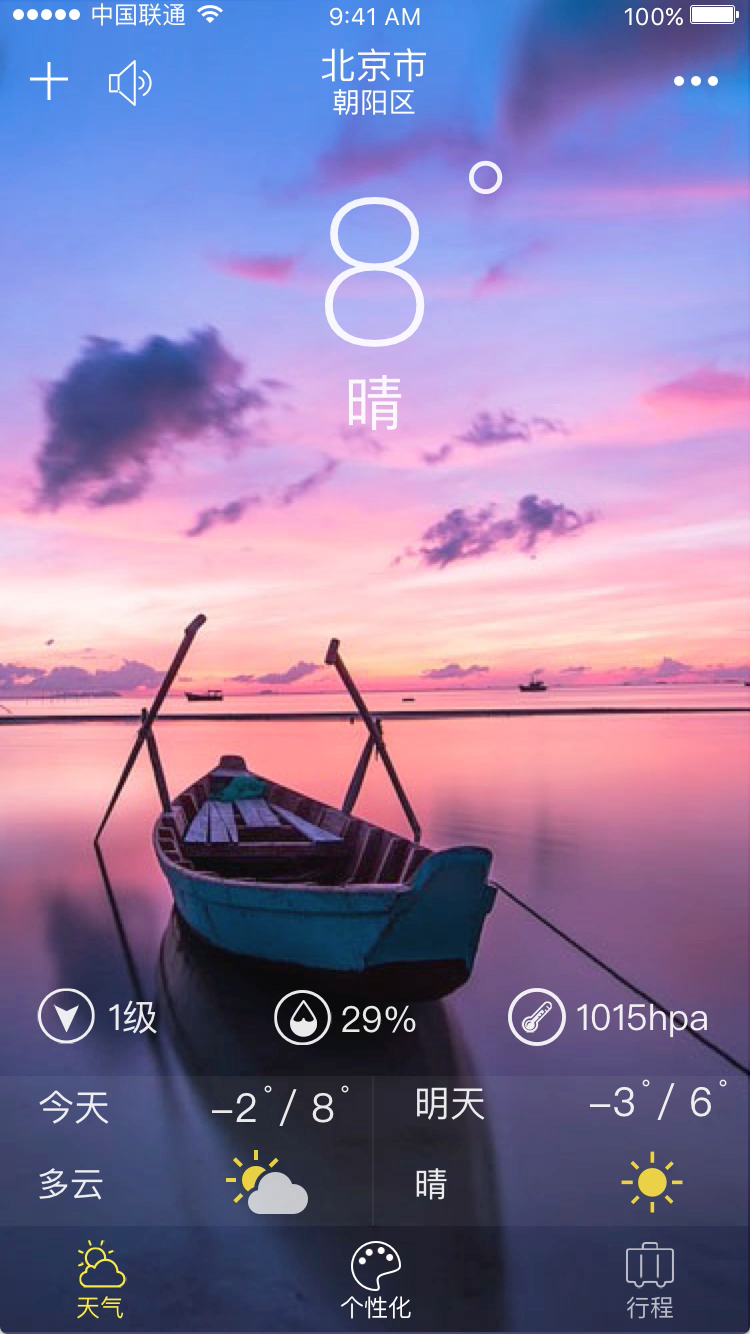 中国联通 9:41 AM 100%
北京市
朝阳区
8°
晴
1级 29% 1015hpa
今天 -2°/ 8° 明天 -3°/ 6°
多云 晴
天气 个性化 行程